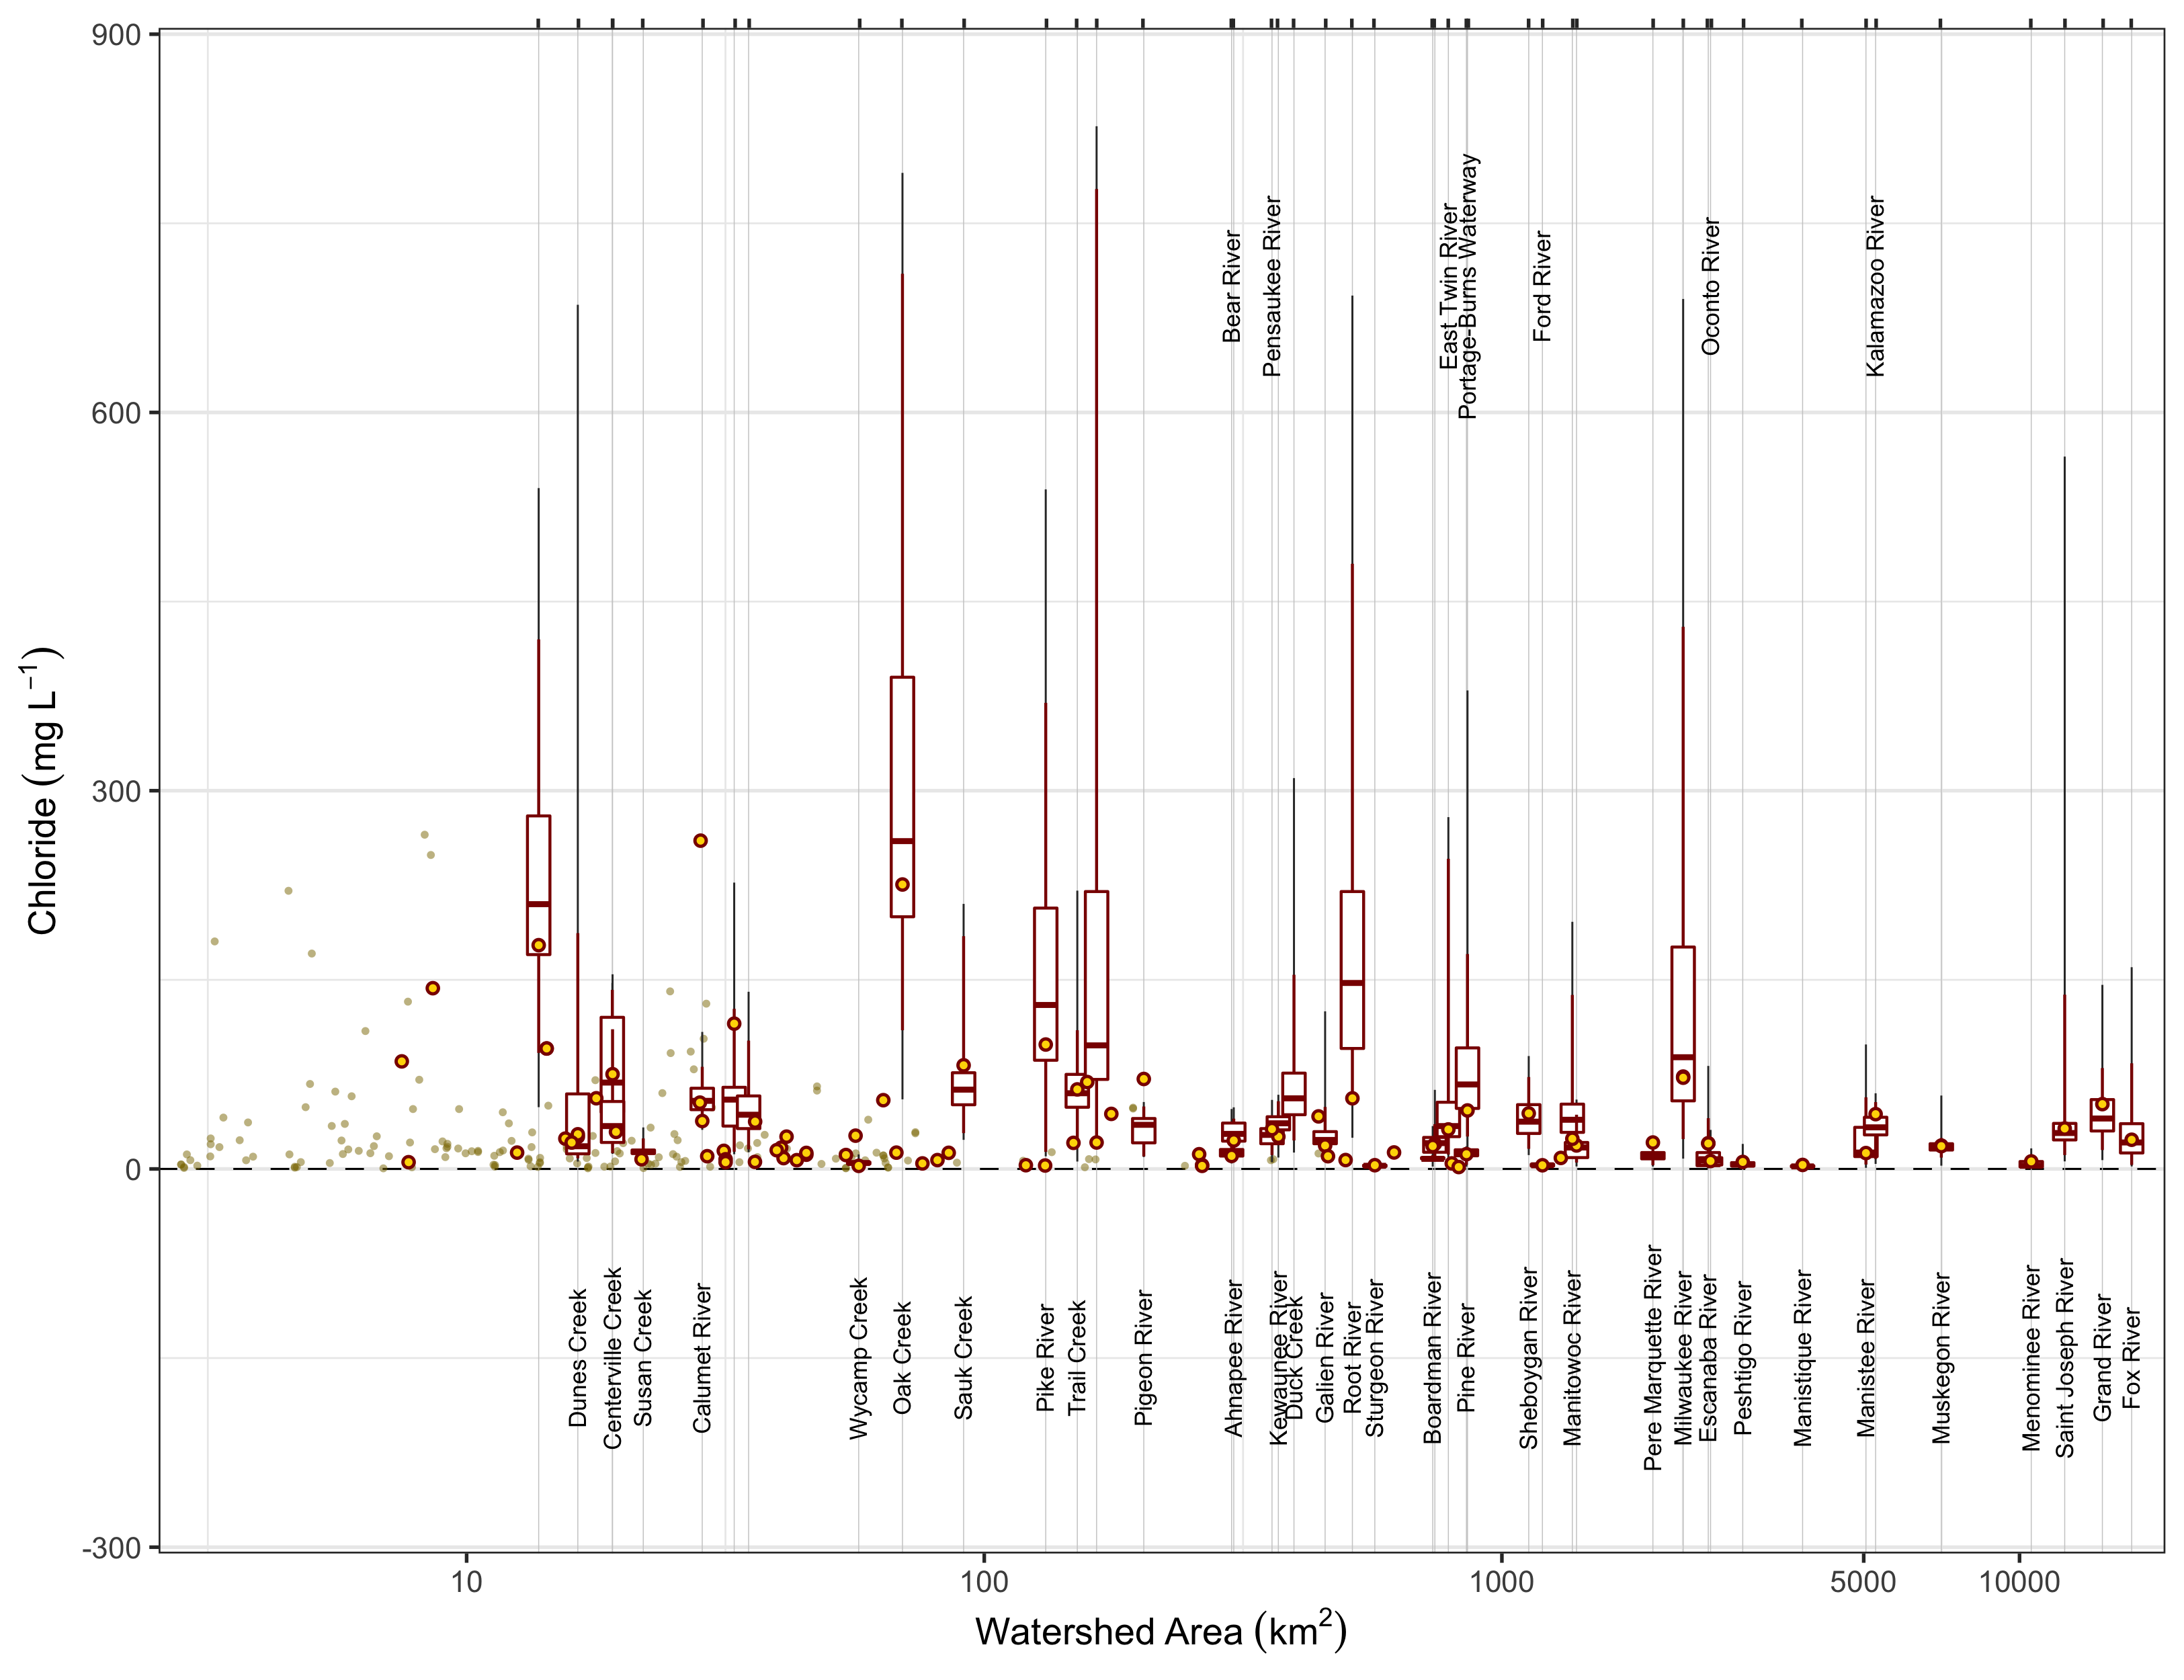 900
600
300
0
-300
Chloride (mg L−1)
Bear River
Pensaukee River
East Twin River
Portage-Burns Waterway
Ford River
Oconto River
Kalamazoo River
Dunes Creek
Centerville Creek
Susan Creek
Calumet River
Wycamp Creek
Oak Creek
Sauk Creek
Pike River
Trail Creek
Pigeon River
Ahnapee River
Kewaunee River
Duck Creek
Galien River
Root River
Sturgeon River
Boardman River
Pine River
Sheboygan River
Manitowoc River
Pere Marquette River
Milwaukee River
Escanaba River
Peshtigo River
Manistique River
Manistee River
Muskegon River
Menominee River
Saint Joseph River
Grand River
Fox River
10
100
1000
5000
10000
Watershed Area (km2)